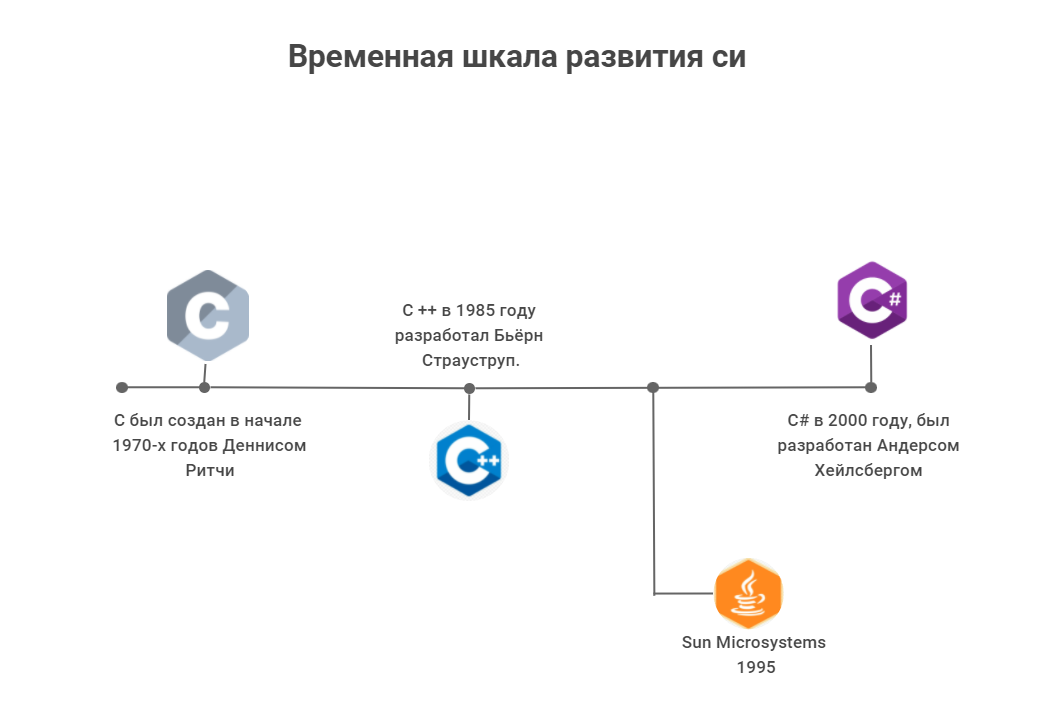 Временная шкала развития си
C
C ++ в 1985 году
разработал Бьёрн
Страуструп.
C#
C был создан в начале
1970-х годов Деннисом
Ритчи
C++
C# в 2000 году, был
разработан Андерсом
Хейлсбергом
Sun Microsystems
1995